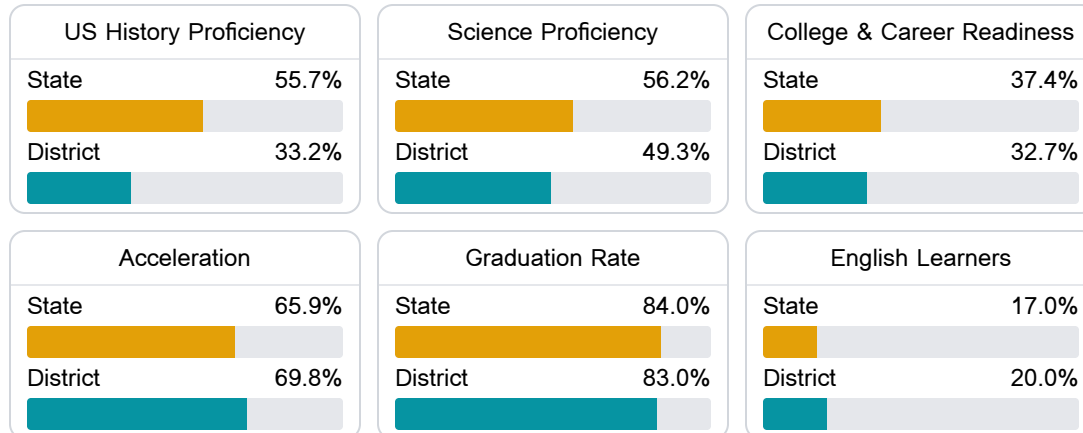 US History Proficiency
State 55.7%
District 33.2%
Science Proficiency
State 56.2%
District 49.3%
College & Career Readiness
State 37.4%
District 32.7%
Acceleration
State 65.9%
District 69.8%
Graduation Rate
State 84.0%
District 83.0%
English Learners
State 17.0%
District 20.0%